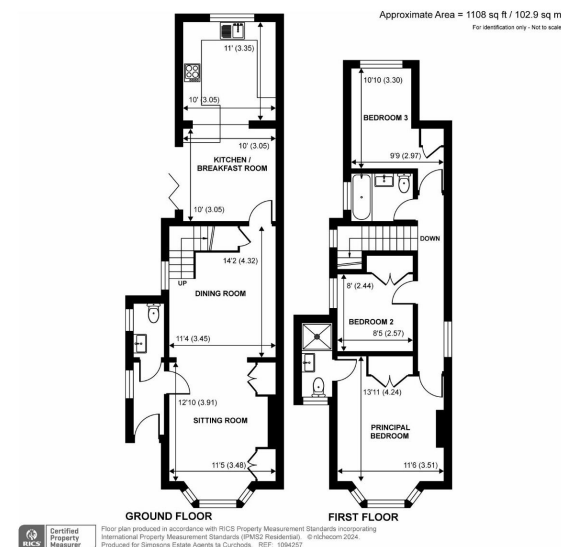 Approximate Area = 1108 sq ft / 102.9 sq m
For identification only - Not to scale
11' (3.35)
10' (3.05)
10' (3.05)
KITCHEN /
BREAKFAST ROOM
10' (3.05)
14'2 (4.32)
UP
DINING ROOM
11'4 (3.45)
12'10 (3.91)
SITTING ROOM
11'5 (3.48)
GROUND FLOOR
10'10 (3.30)
BEDROOM 3
9'9 (2.97)
DOWN
8' (2.44)
BEDROOM 2
8'5 (2.57)
13'11 (4.24)
PRINCIPAL
BEDROOM
11'6 (3.51)
FIRST FLOOR
RICS
Certified
Property
Measurer
Floor plan produced in accordance with RICS Property Measurement Standards incorporating
International Property Measurement Standards (IPMS2 Residential). © nichecom 2024.
Produced for Simpsons Estate Agents ta Curchods. REF: 1094257